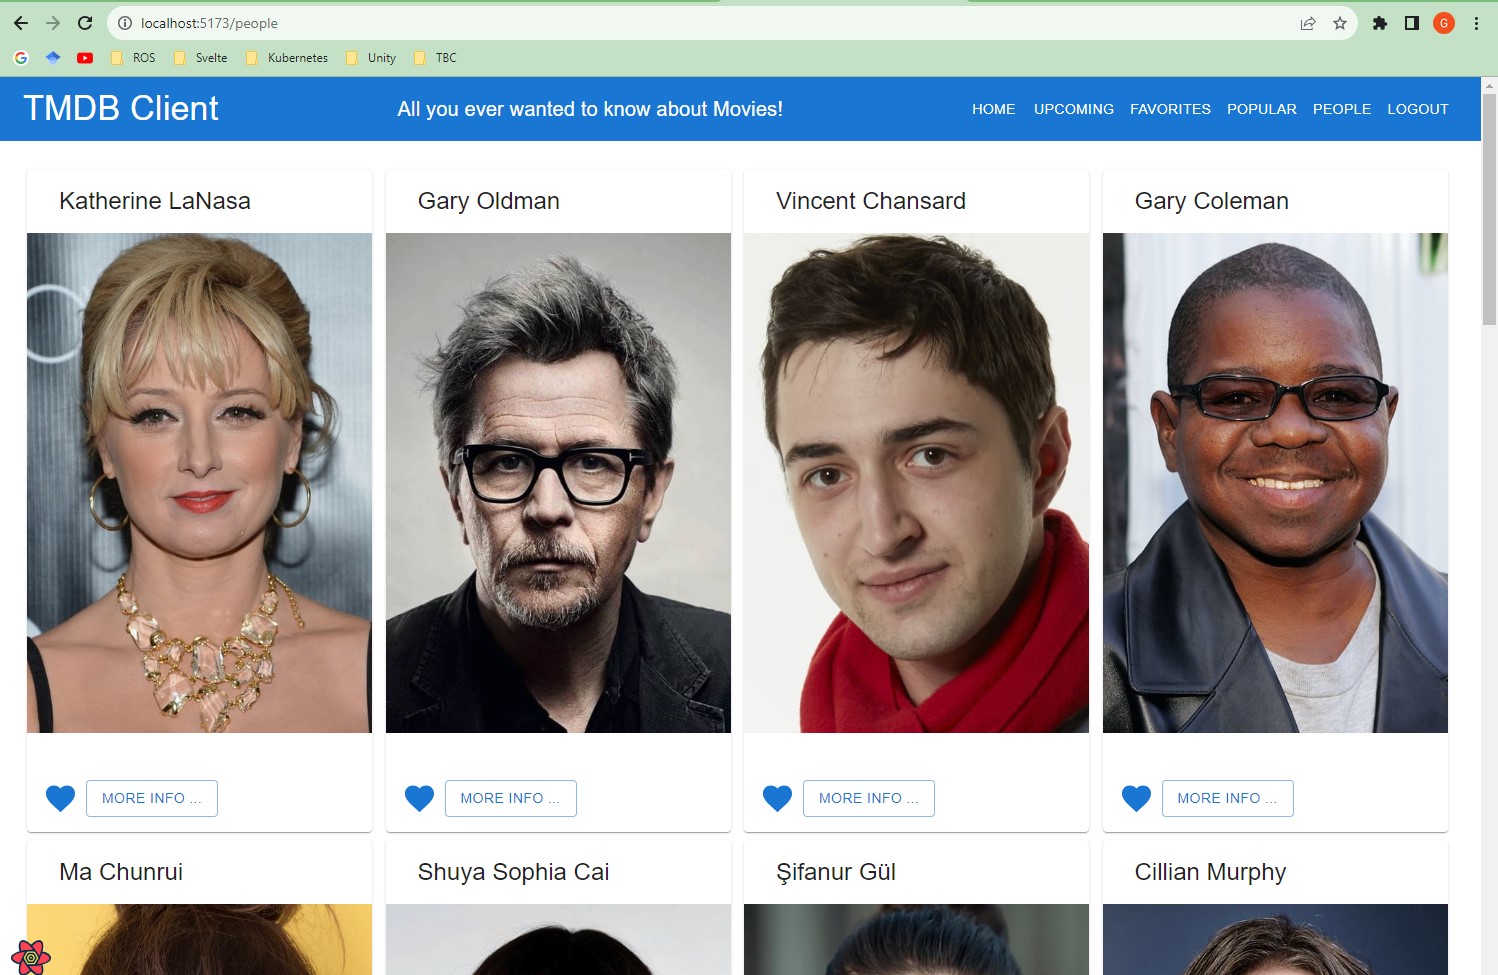 localhost:5173/people
G
ROS Svelte Kubernetes Unity TBC
TMDB Client All you ever wanted to know about Movies! HOME UPCOMING FAVORITES POPULAR PEOPLE LOGOUT
Katherine LaNasa Gary Oldman Vincent Chansard Gary Coleman
MORE INFO ... MORE INFO ... MORE INFO ... MORE INFO ...
Ma Chunrui Shuya Sophia Cai Şifanur Gül Cillian Murphy